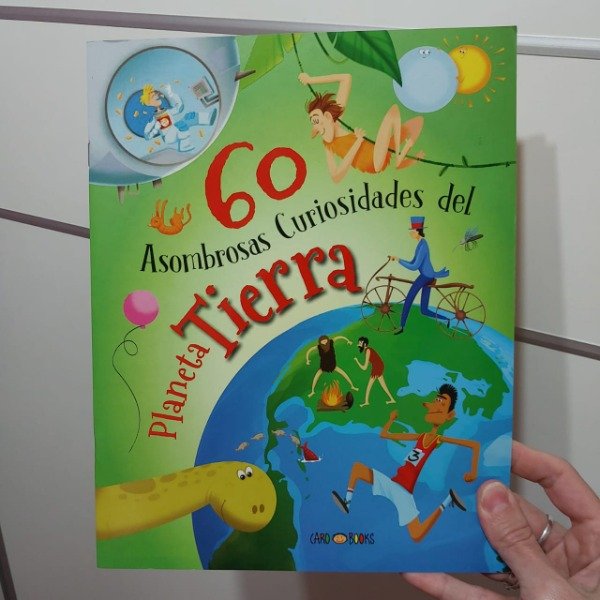 60
Asombrosas Curiosidades del
Planeta Tierra
3
CARO BOOKS